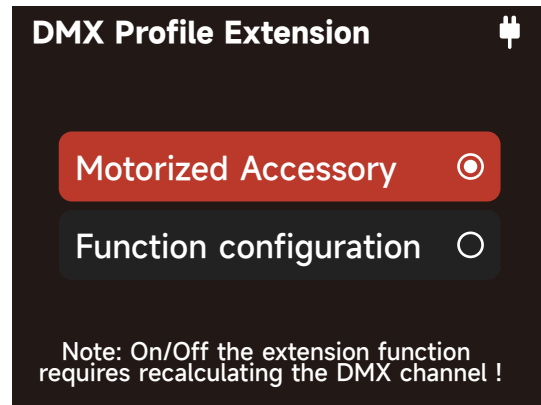 DMX Profile Extension
Motorized Accessory
Function configuration
Note: On/Off the extension function
requires recalculating the DMX channel !